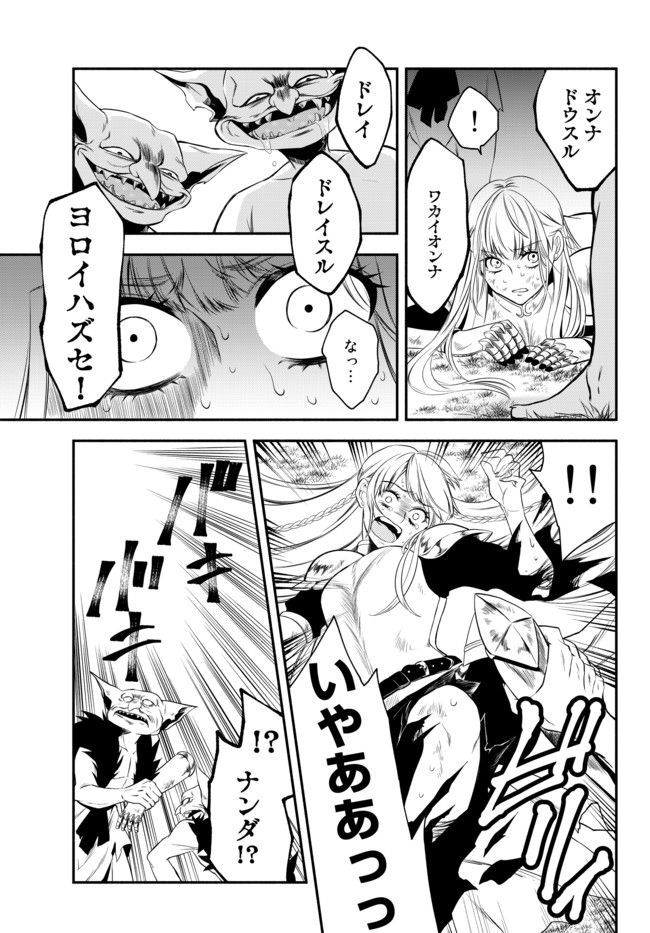 オンナ
ドウスル
！
ワカイオンナ
ドレイ
ドレイスル
なっ…
ヨロイハズセ！
！！
いやああっっ
バキ
バキ
！？
ナンダ！？